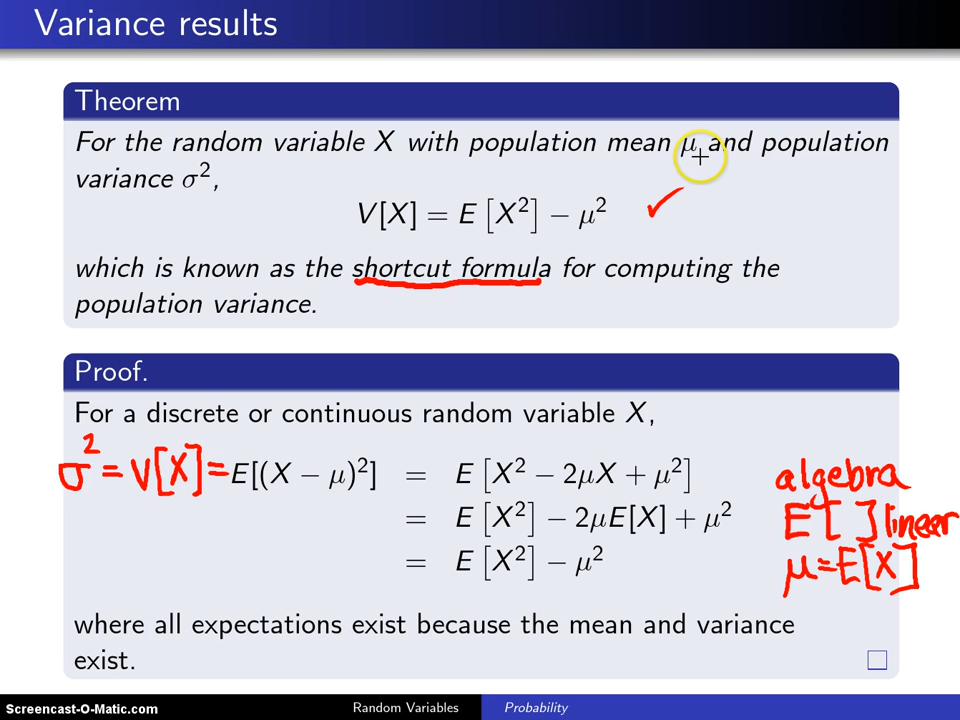 Variance results
Theorem
For the random variable X with population mean μ and population
variance σ²,
V[X] = E [X²] − μ² ✓
which is known as the shortcut formula for computing the
population variance.
Proof.
For a discrete or continuous random variable X,
σ² = V[X] = E[(X − μ)²] = E [X² − 2μX + μ²] algebra
= E [X²] − 2μE[X] + μ² E [ ] linear
= E [X²] − μ² μ = E[X]
where all expectations exist because the mean and variance
exist. □
Screencast-O-Matic.com Random Variables Probability